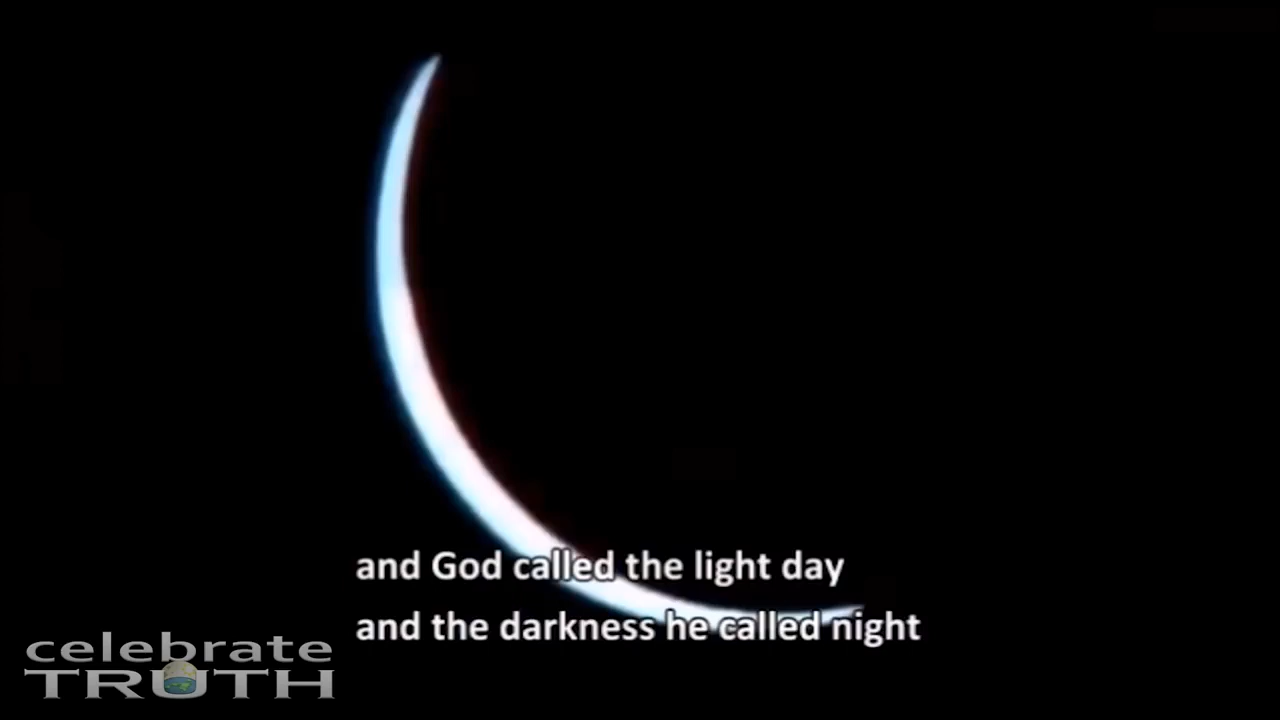 and God called the light day
and the darkness he called night
celebrate
TRUTH